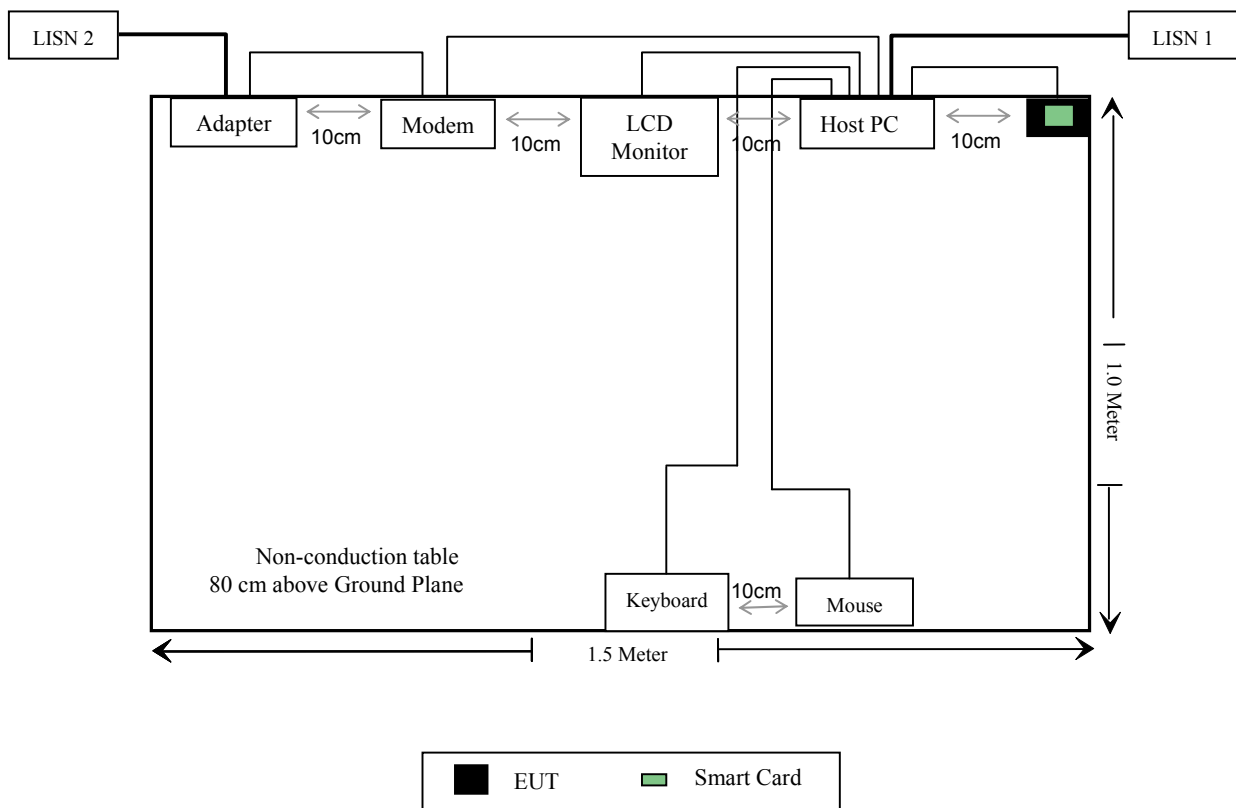 LISN 2
LISN 1
Adapter
10cm
Modem
10cm
LCD
Monitor
10cm
Host PC
10cm
1.0 Meter
Non-conduction table
80 cm above Ground Plane
Keyboard
10cm
Mouse
1.5 Meter
EUT
Smart Card